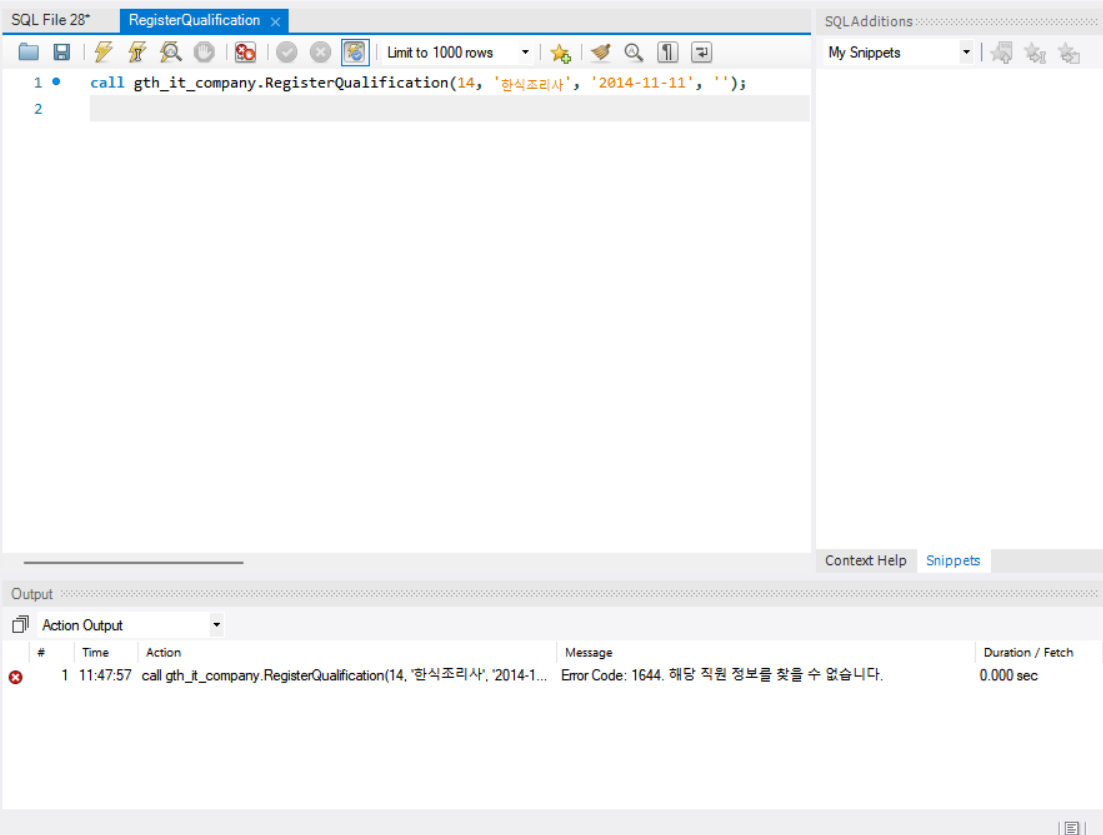 SQL File 28*
RegisterQualification
SQLAdditions
Limit to 1000 rows
My Snippets
1 call gth_it_company.RegisterQualification(14, '한식조리사', '2014-11-11', '');
2
Context Help Snippets
Output
Action Output
# Time Action Message Duration / Fetch
1 11:47:57 call gth_it_company.RegisterQualification(14, '한식조리사', '2014-1... Error Code: 1644. 해당 직원 정보를 찾을 수 없습니다. 0.000 sec